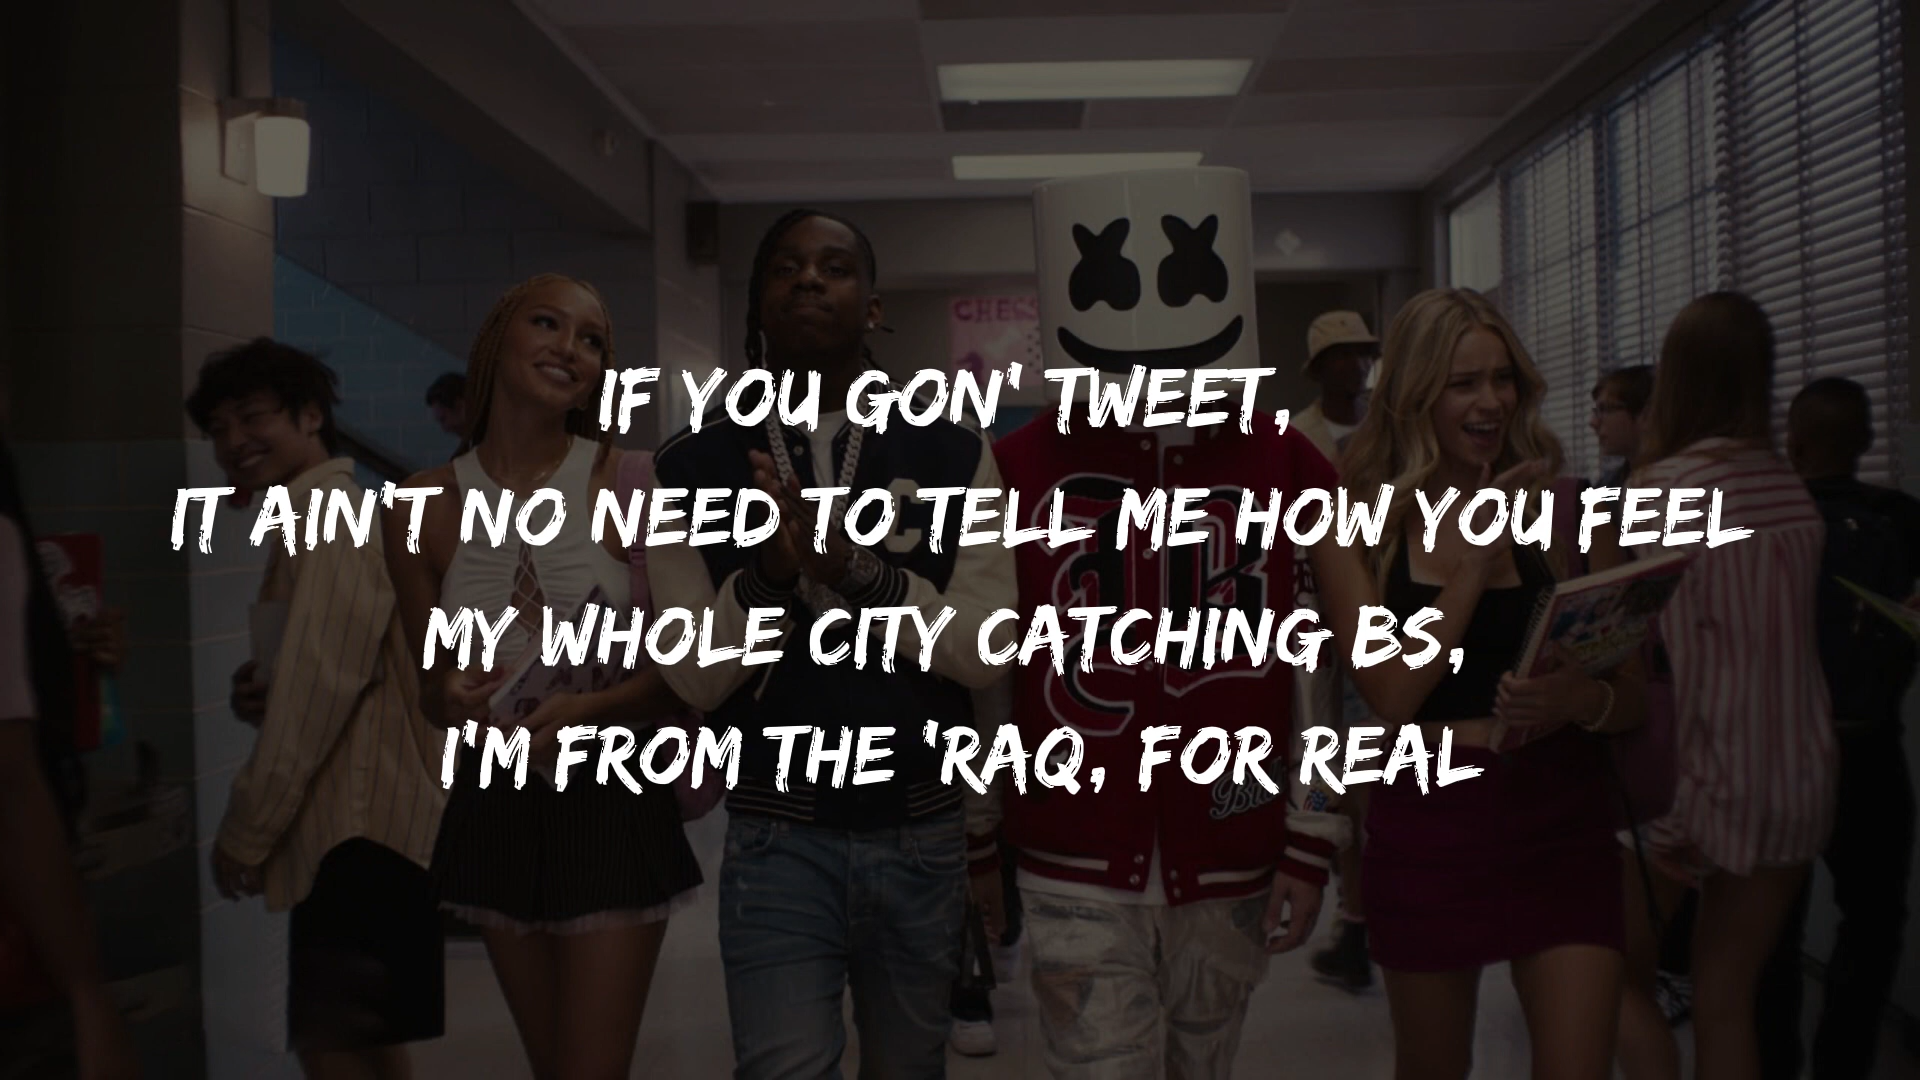 CHESS
IF YOU GON' TWEET,
IT AIN'T NO NEED TO TELL ME HOW YOU FEEL
MY WHOLE CITY CATCHING BS,
I'M FROM THE 'RAQ, FOR REAL
C